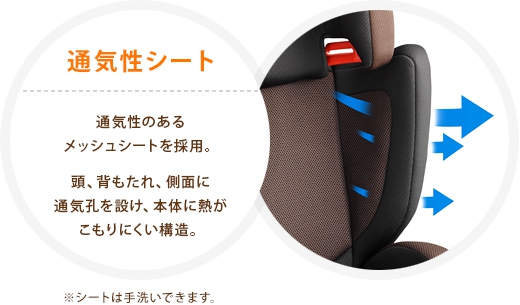 通気性シート
通気性のある
メッシュシートを採用。
頭、背もたれ、側面に
通気孔を設け、本体に熱が
こもりにくい構造。
※シートは手洗いできます。